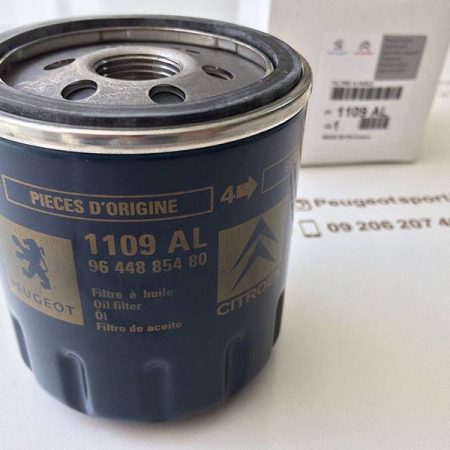 PIECES D'ORIGINE
4
1109 AL
96 448 854 80
PEUGEOT
CITROËN
Filtre à huile
Oil filter
Öl
Filtro de aceite
1109 AL
Peugeotsport
09 206 207 4